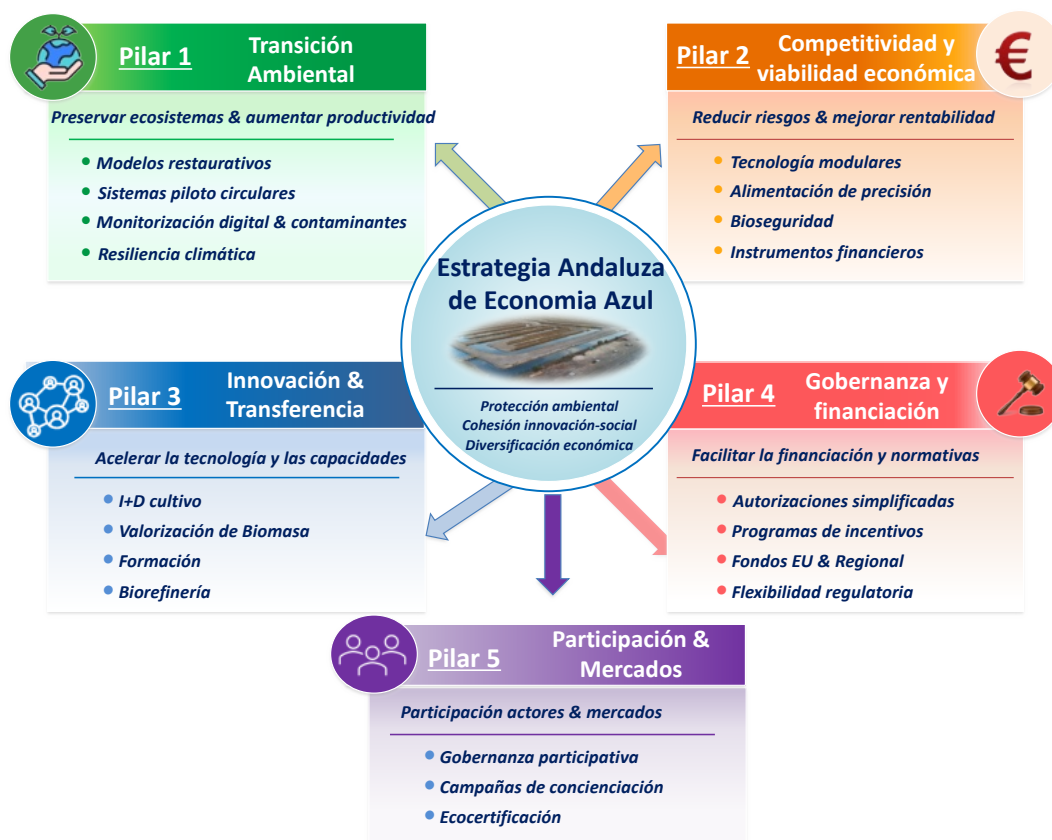 Pilar 1
Transición
Ambiental
Preservar ecosistemas & aumentar productividad
Modelos restaurativos
Sistemas piloto circulares
Monitorización digital & contaminantes
Resiliencia climática
Pilar 2
Competitividad y
viabilidad económica
€
Reducir riesgos & mejorar rentabilidad
Tecnología modulares
Alimentación de precisión
Bioseguridad
Instrumentos financieros
Estrategia Andaluza
de Economia Azul
Protección ambiental
Cohesión innovación-social
Diversificación económica
Pilar 3
Innovación &
Transferencia
Acelerar la tecnología y las capacidades
I+D cultivo
Valorización de Biomasa
Formación
Biorefinería
Pilar 4
Gobernanza y
financiación
Facilitar la financiación y normativas
Autorizaciones simplificadas
Programas de incentivos
Fondos EU & Regional
Flexibilidad regulatoria
Pilar 5
Participación &
Mercados
Participación actores & mercados
Gobernanza participativa
Campañas de concienciación
Ecocertificación